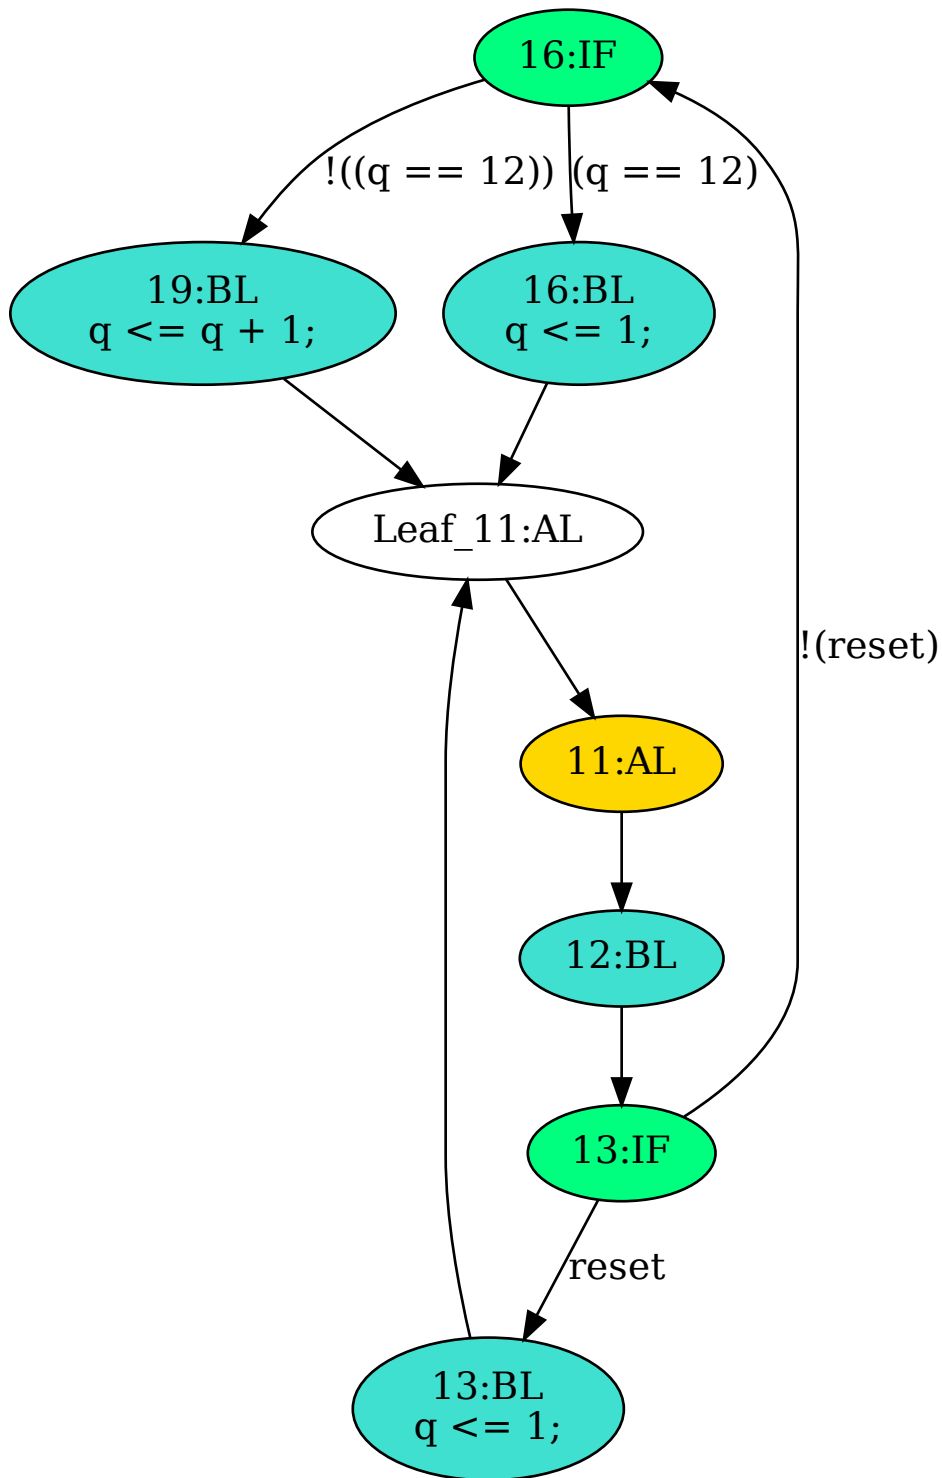 16:IF
!((q == 12))
(q == 12)
19:BL
q <= q + 1;
16:BL
q <= 1;
Leaf_11:AL
!(reset)
11:AL
12:BL
13:IF
reset
13:BL
q <= 1;